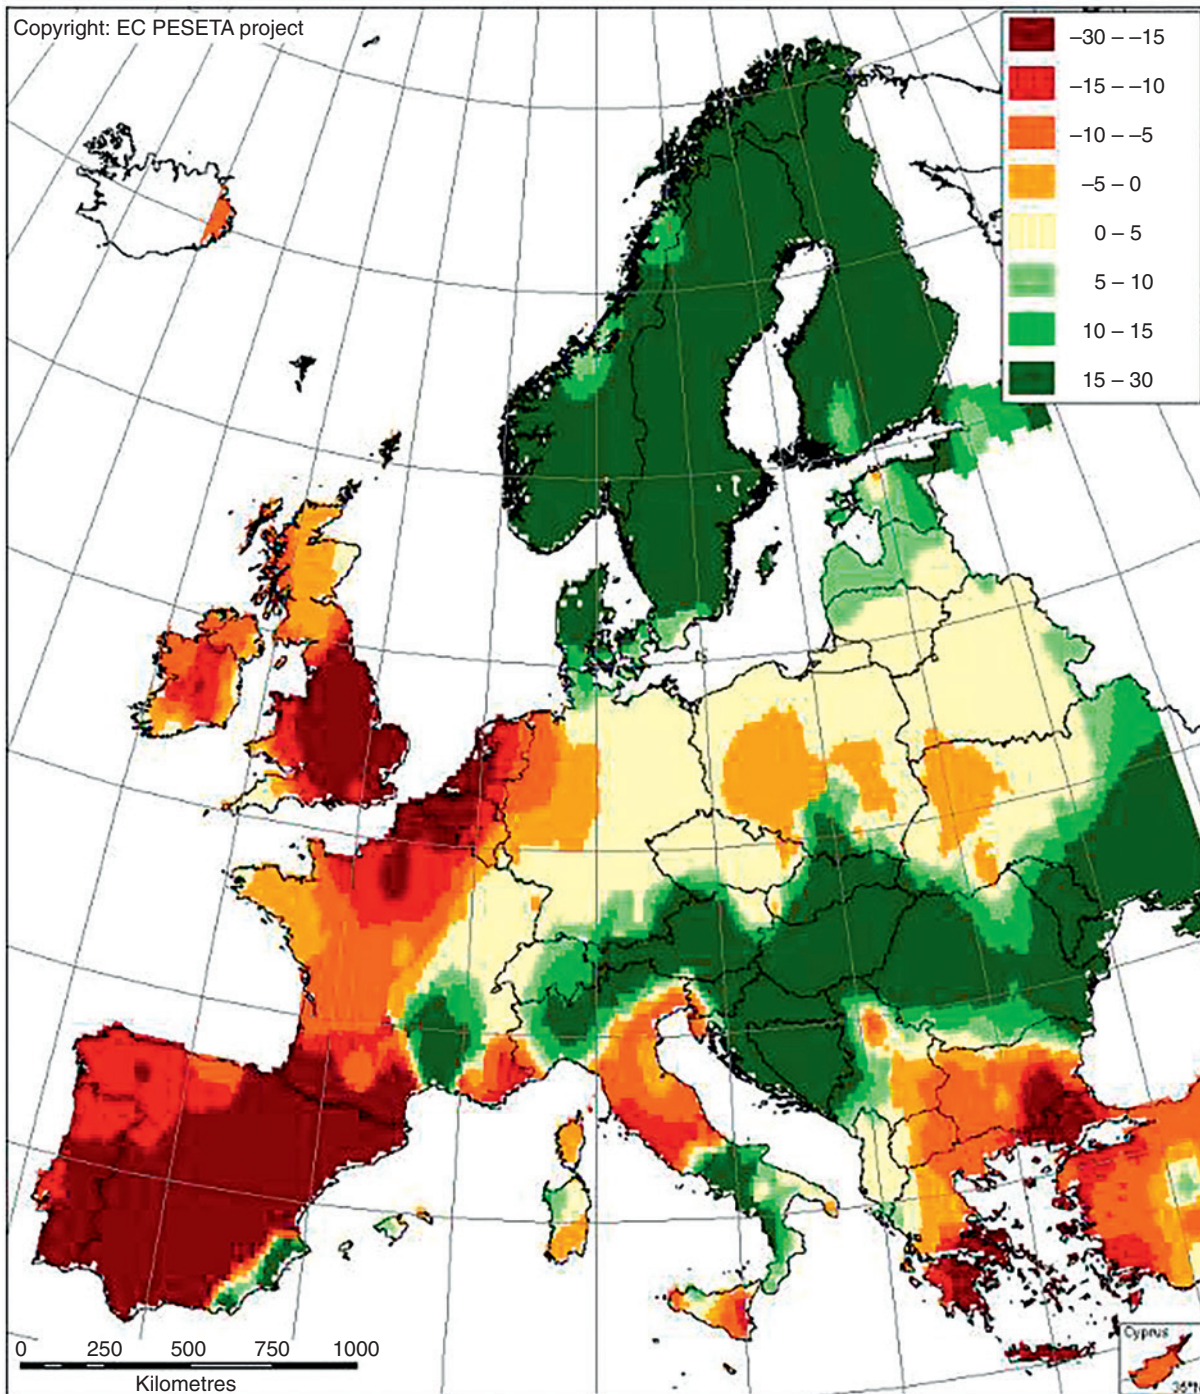 Copyright: EC PESETA project
–30 – –15
–15 – –10
–10 – –5
–5 – 0
0 – 5
5 – 10
10 – 15
15 – 30
0 250 500 750 1000
Kilometres
Cyprus